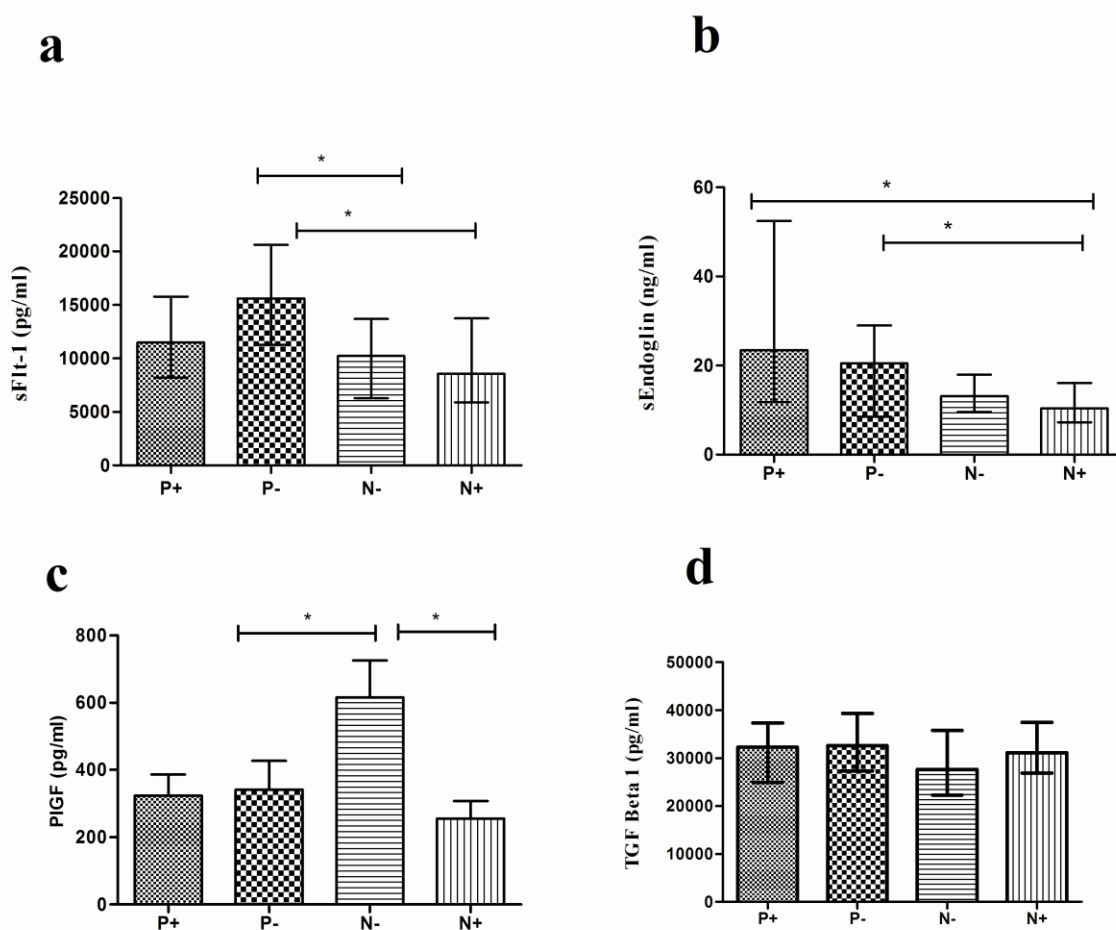 a
*
*
25000
20000
15000
10000
5000
0
sFlt-1 (pg/ml)
P+ P- N- N+
b
*
*
60
40
20
0
sEndoglin (ng/ml)
P+ P- N- N+
c
*
*
800
600
400
200
0
PlGF (pg/ml)
P+ P- N- N+
d
50000
40000
30000
20000
10000
0
TGF Beta 1 (pg/ml)
P+ P- N- N+